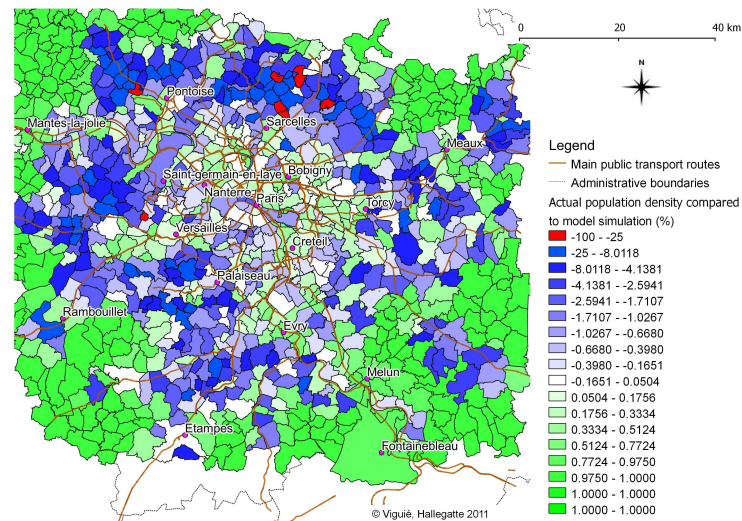 0 20 40 km
N
Pontoise
Mantes-la-jolie
Sarcelles
Meaux
Saint-germain-en-laye
Bobigny
Nanterre
Paris
Torcy
Versailles
Creteil
Palaiseau
Rambouillet
Evry
Melun
Etampes
Fontainebleau
© Viguié, Hallegatte 2011
Legend
Main public transport routes
Administrative boundaries
Actual population density compared
to model simulation (%)
-100 - -25
-25 - -8.0118
-8.0118 - -4.1381
-4.1381 - -2.5941
-2.5941 - -1.7107
-1.7107 - -1.0267
-1.0267 - -0.6680
-0.6680 - -0.3980
-0.3980 - -0.1651
-0.1651 - 0.0504
0.0504 - 0.1756
0.1756 - 0.3334
0.3334 - 0.5124
0.5124 - 0.7724
0.7724 - 0.9750
0.9750 - 1.0000
1.0000 - 1.0000
1.0000 - 1.0000